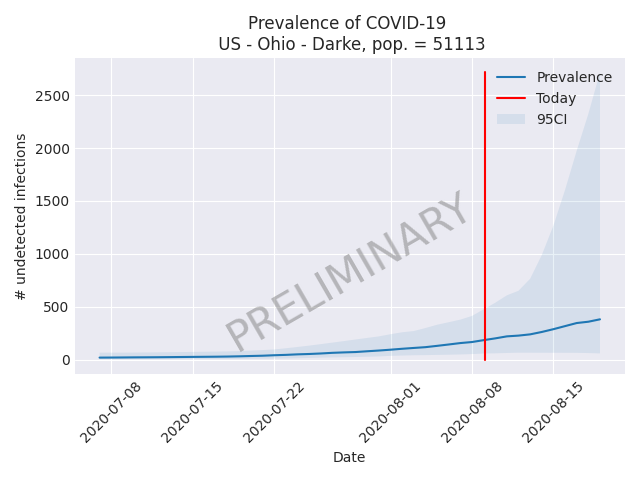 Prevalence of COVID-19
US - Ohio - Darke, pop. = 51113
Prevalence
Today
95CI
PRELIMINARY
# undetected infections
2500
2000
1500
1000
500
0
2020-07-08
2020-07-15
2020-07-22
2020-08-01
2020-08-08
2020-08-15
Date